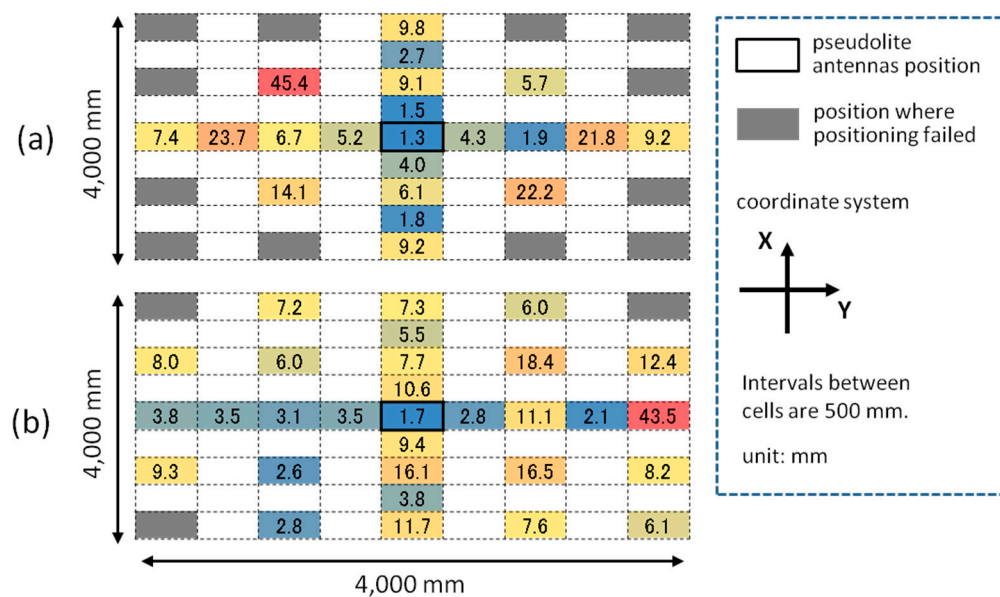 (a)
4,000 mm
9.8
2.7
45.4 9.1 5.7
1.5
7.4 23.7 6.7 5.2 1.3 4.3 1.9 21.8 9.2
4.0
14.1 6.1 22.2
1.8
9.2
(b)
4,000 mm
7.2 7.3 6.0
5.5
8.0 6.0 7.7 18.4 12.4
10.6
3.8 3.5 3.1 3.5 1.7 2.8 11.1 2.1 43.5
9.4
9.3 2.6 16.1 16.5 8.2
3.8
2.8 11.7 7.6 6.1
4,000 mm
pseudolite
antennas position
position where
positioning failed
coordinate system
X
Y
Intervals between
cells are 500 mm.
unit: mm